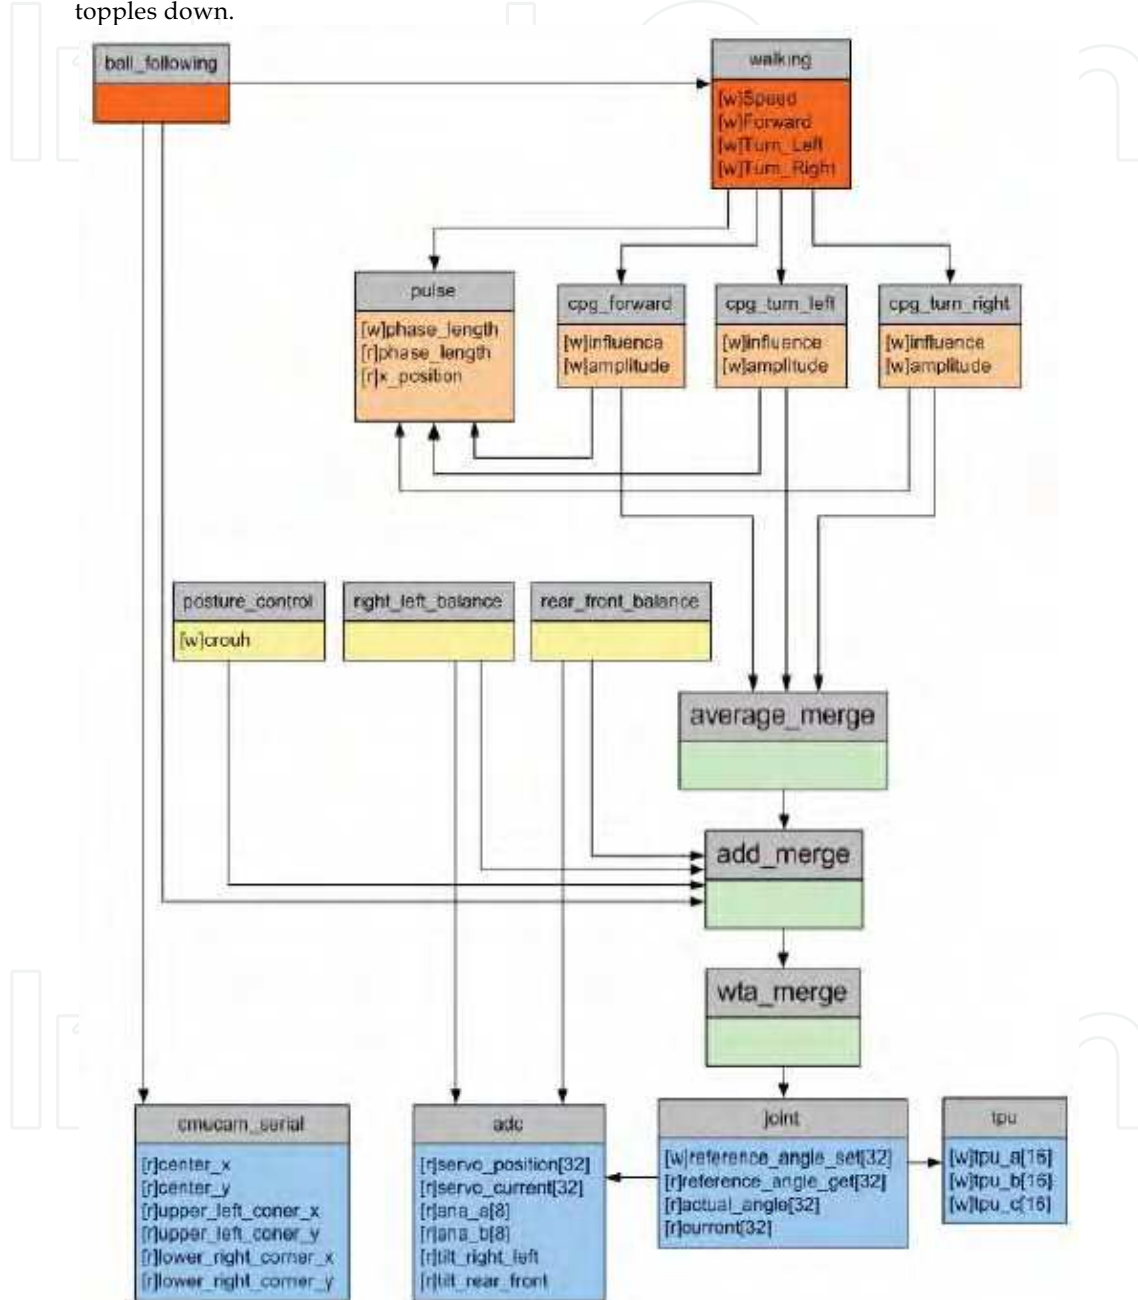 topples down.
ball_following
walking
[w]Speed
[w]Forward
[w]Turn_Left
[w]Turn_Right
pulse
[w]phase_length
[r]phase_length
[r]x_position
cpg_forward
[w]influence
[w]amplitude
cpg_turn_left
[w]influence
[w]amplitude
cpg_turn_right
[w]influence
[w]amplitude
posture_control
[w]crouh
right_left_balance
rear_front_balance
average_merge
add_merge
wta_merge
cmucam_serial
[r]center_x
[r]center_y
[r]upper_left_coner_x
[r]upper_left_coner_y
[r]lower_right_corner_x
[r]lower_right_corner_y
adc
[r]servo_position[32]
[r]servo_current[32]
[r]ana_a[8]
[r]ana_b[8]
[r]tilt_right_left
[r]tilt_rear_front
joint
[w]reference_angle_set[32]
[r]reference_angle_get[32]
[r]actual_angle[32]
[r]current[32]
tpu
[w]tpu_a[16]
[w]tpu_b[16]
[w]tpu_c[16]